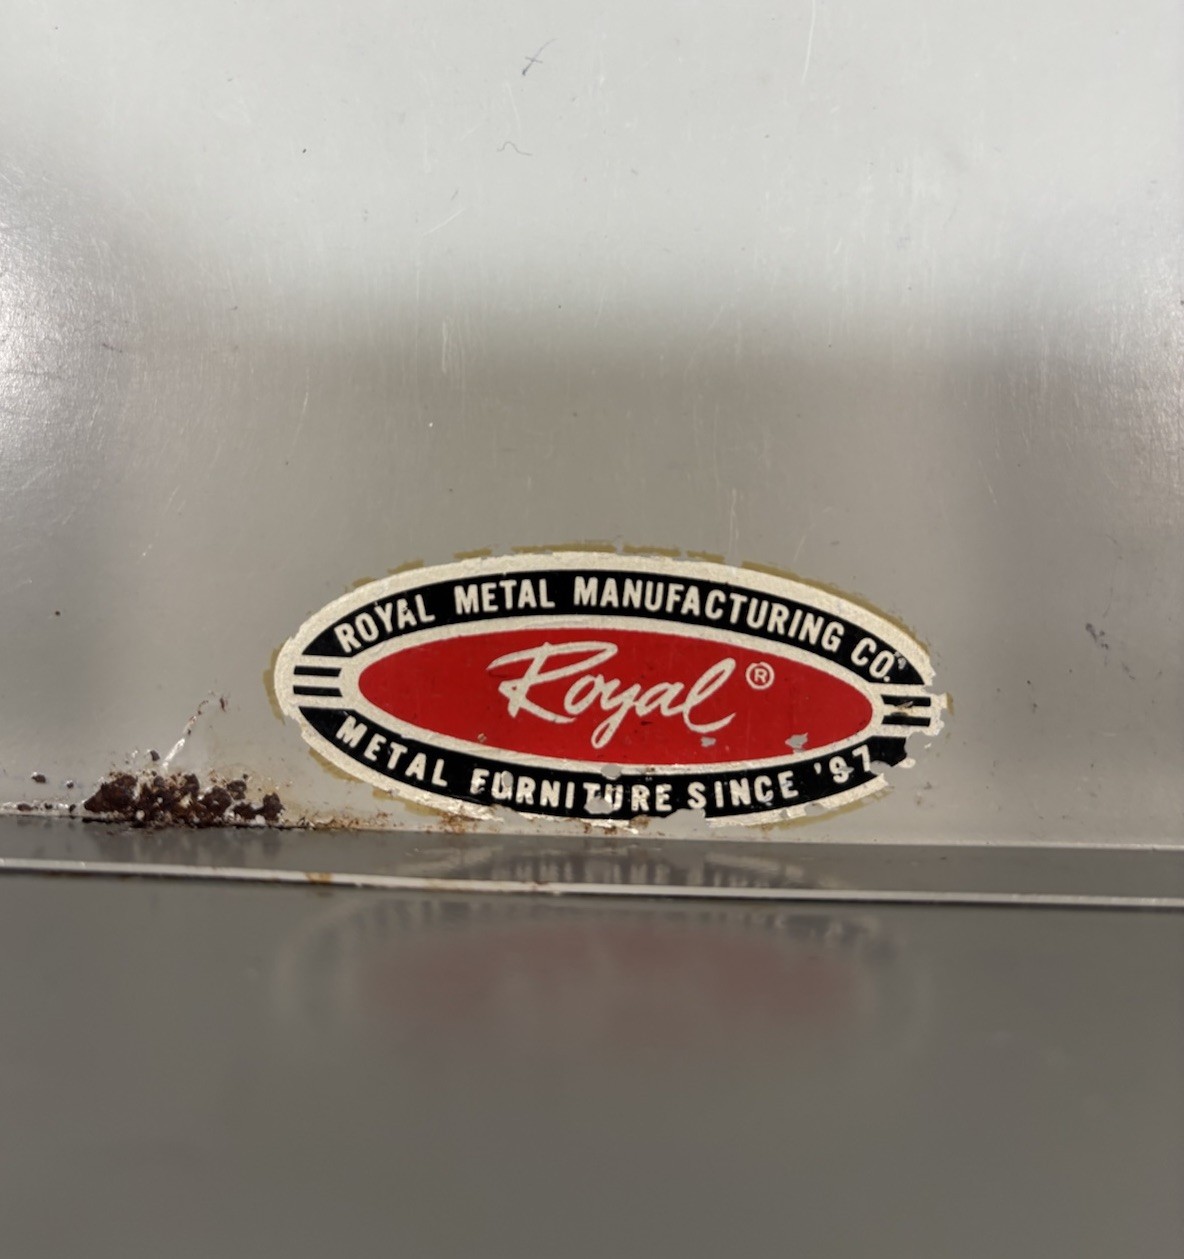 ROYAL METAL MANUFACTURING CO.
Royal ®
METAL FURNITURE SINCE '97